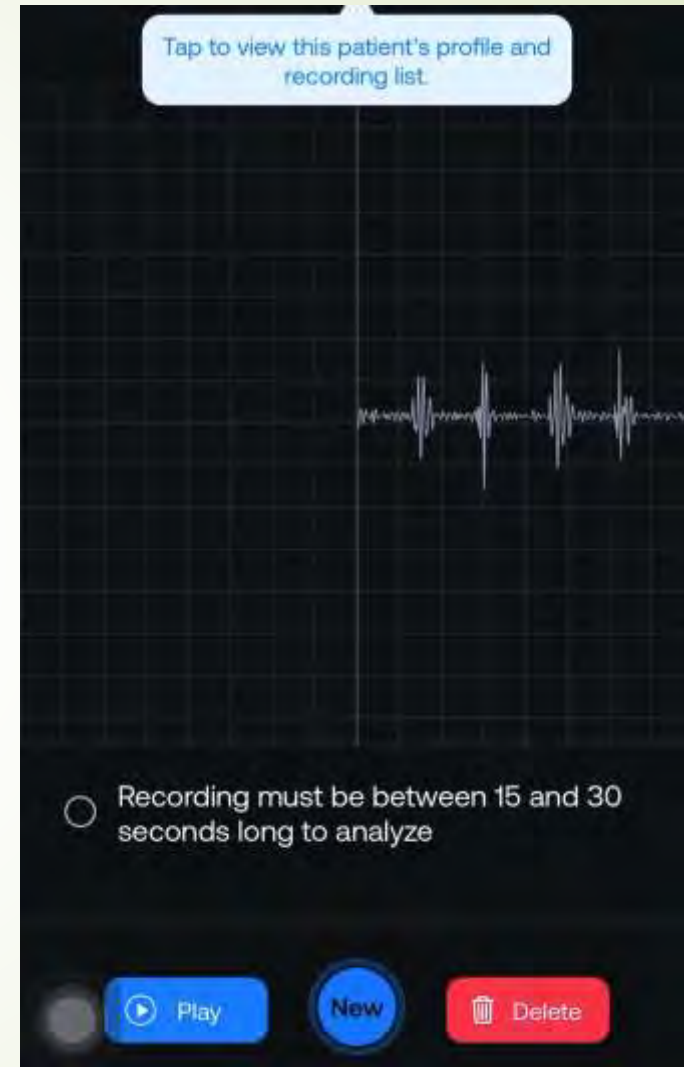 Tap to view this patient's profile and
recording list.
Recording must be between 15 and 30
seconds long to analyze
Play
New
Delete